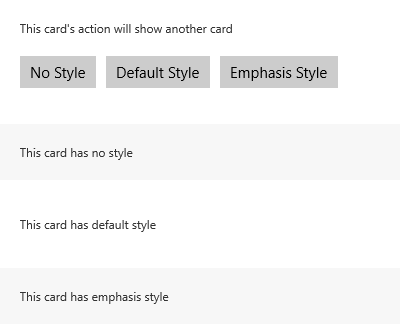 This card's action will show another card
No Style Default Style Emphasis Style
This card has no style
This card has default style
This card has emphasis style